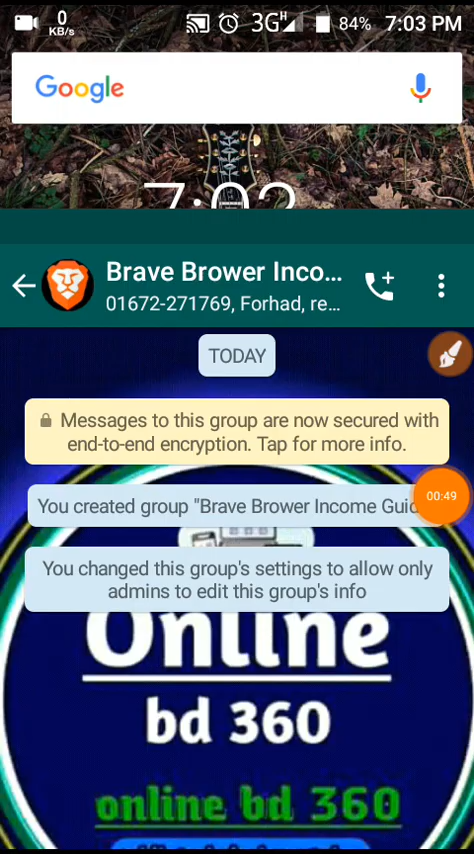 0
KB/s
3G H
84%
7:03 PM
Google
7:02
Brave Brower Inco...
01672-271769, Forhad, re...
TODAY
Messages to this group are now secured with
end-to-end encryption. Tap for more info.
You created group "Brave Brower Income Gui
00:49
You changed this group's settings to allow only
admins to edit this group's info
Online
bd 360
online bd 360